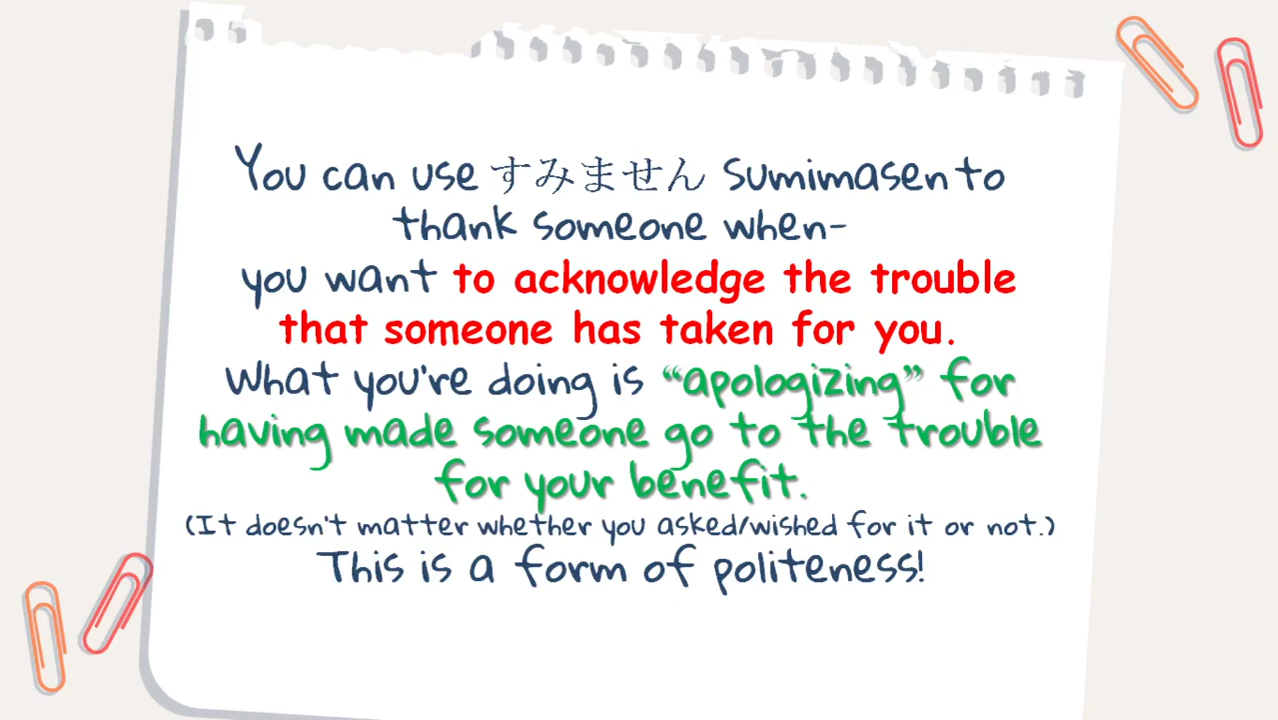 You can use すみません Sumimasen to
thank someone when-
you want to acknowledge the trouble
that someone has taken for you.
What you're doing is “apologizing” for
having made someone go to the trouble
for your benefit.
(It doesn't matter whether you asked/wished for it or not.)
This is a form of politeness!